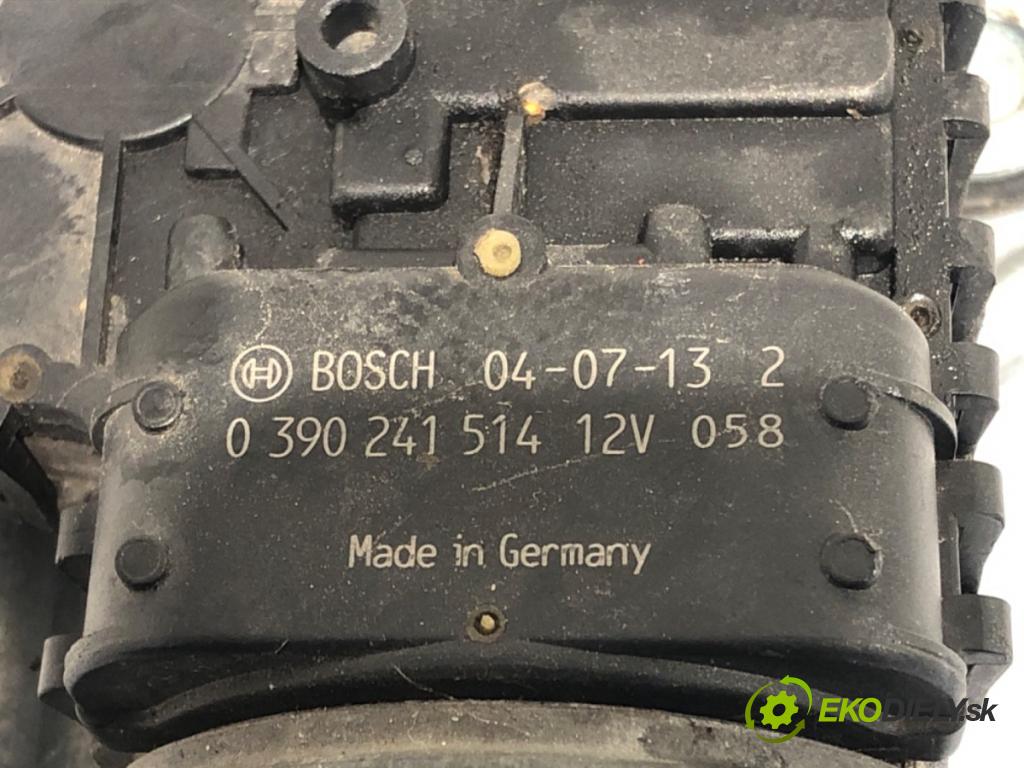 BOSCH 04-07-13 2
0 390 241 514 12V 058
Made in Germany
EKODIELY.sk